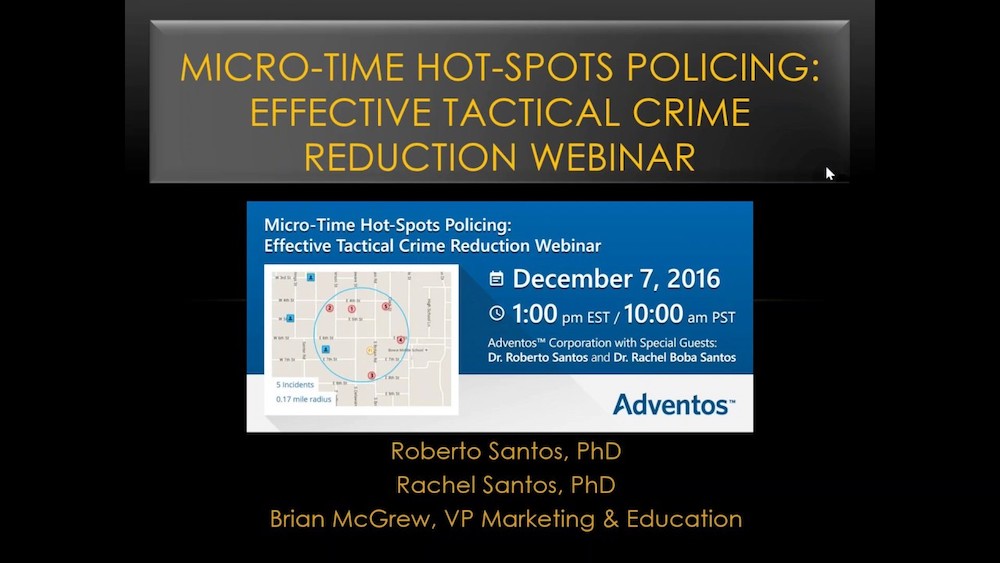 MICRO-TIME HOT-SPOTS POLICING:
EFFECTIVE TACTICAL CRIME
REDUCTION WEBINAR
Micro-Time Hot-Spots Policing:
Effective Tactical Crime Reduction Webinar
December 7, 2016
1:00 pm EST / 10:00 am PST
Adventos™ Corporation with Special Guests:
Dr. Roberto Santos and Dr. Rachel Boba Santos
5 incidents
0.17 mile radius
Adventos™
Roberto Santos, PhD
Rachel Santos, PhD
Brian McGrew, VP Marketing & Education